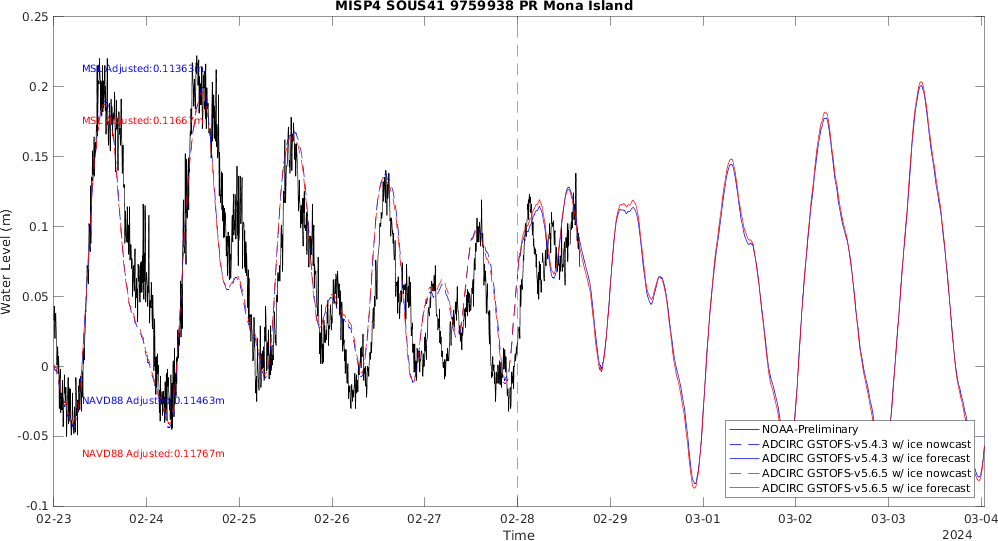 MISP4 SOUS41 9759938 PR Mona Island
0.25
0.2
0.15
0.1
0.05
0
-0.05
-0.1
Water Level (m)
MSL Adjusted:0.11363m
MSL Adjusted:0.11667m
NAVD88 Adjusted:0.11463m
NAVD88 Adjusted:0.11767m
NOAA-Preliminary
ADCIRC GSTOFS-v5.4.3 w/ ice nowcast
ADCIRC GSTOFS-v5.4.3 w/ ice forecast
ADCIRC GSTOFS-v5.6.5 w/ ice nowcast
ADCIRC GSTOFS-v5.6.5 w/ ice forecast
02-23 02-24 02-25 02-26 02-27 02-28 02-29 03-01 03-02 03-03 03-04
Time
2024